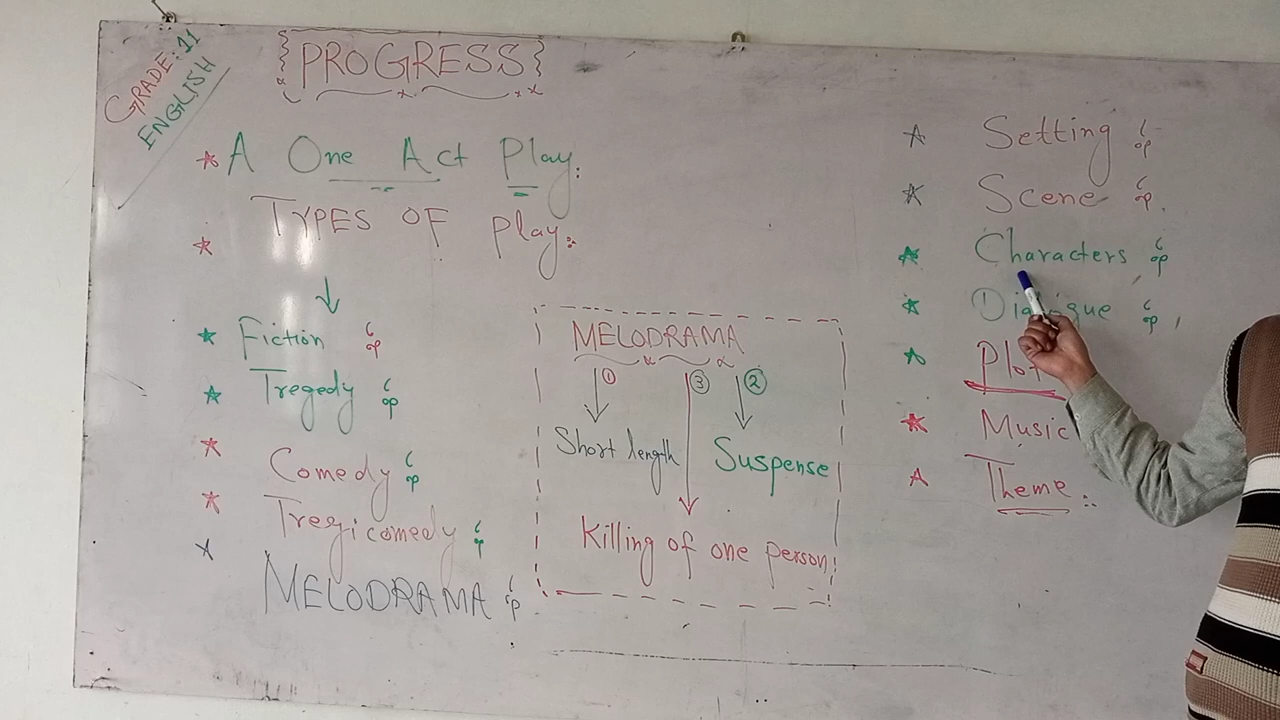 GRADE: 11
ENGLISH
{PROGRESS}
A One Act Play:
TYPES OF Play:
Fiction
Tregedy
Comedy
Tregicomedy
MELODRAMA
MELODRAMA
① ③ ②
Short length
Suspense
Killing of one person
Setting
Scene
Characters
Dialogue
Plot
Music
Theme